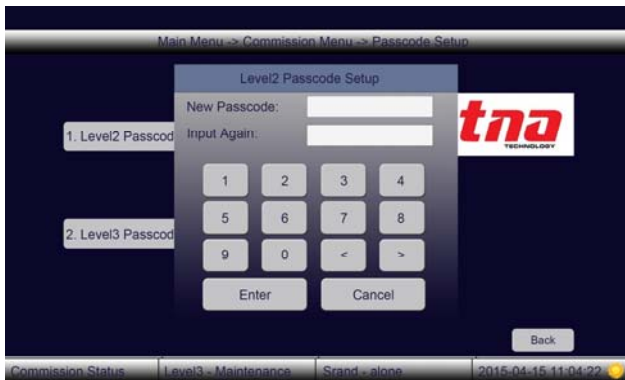 Main Menu -> Commission Menu -> Passcode Setup
Level2 Passcode Setup
New Passcode:
Input Again:
1. Level2 Passcod
tna
TECHNOLOGY
1 2 3 4
5 6 7 8
2. Level3 Passcod
9 0 < >
Enter Cancel
Back
Commission Status Level3 - Maintenance Srand - alone 2015-04-15 11:04:22